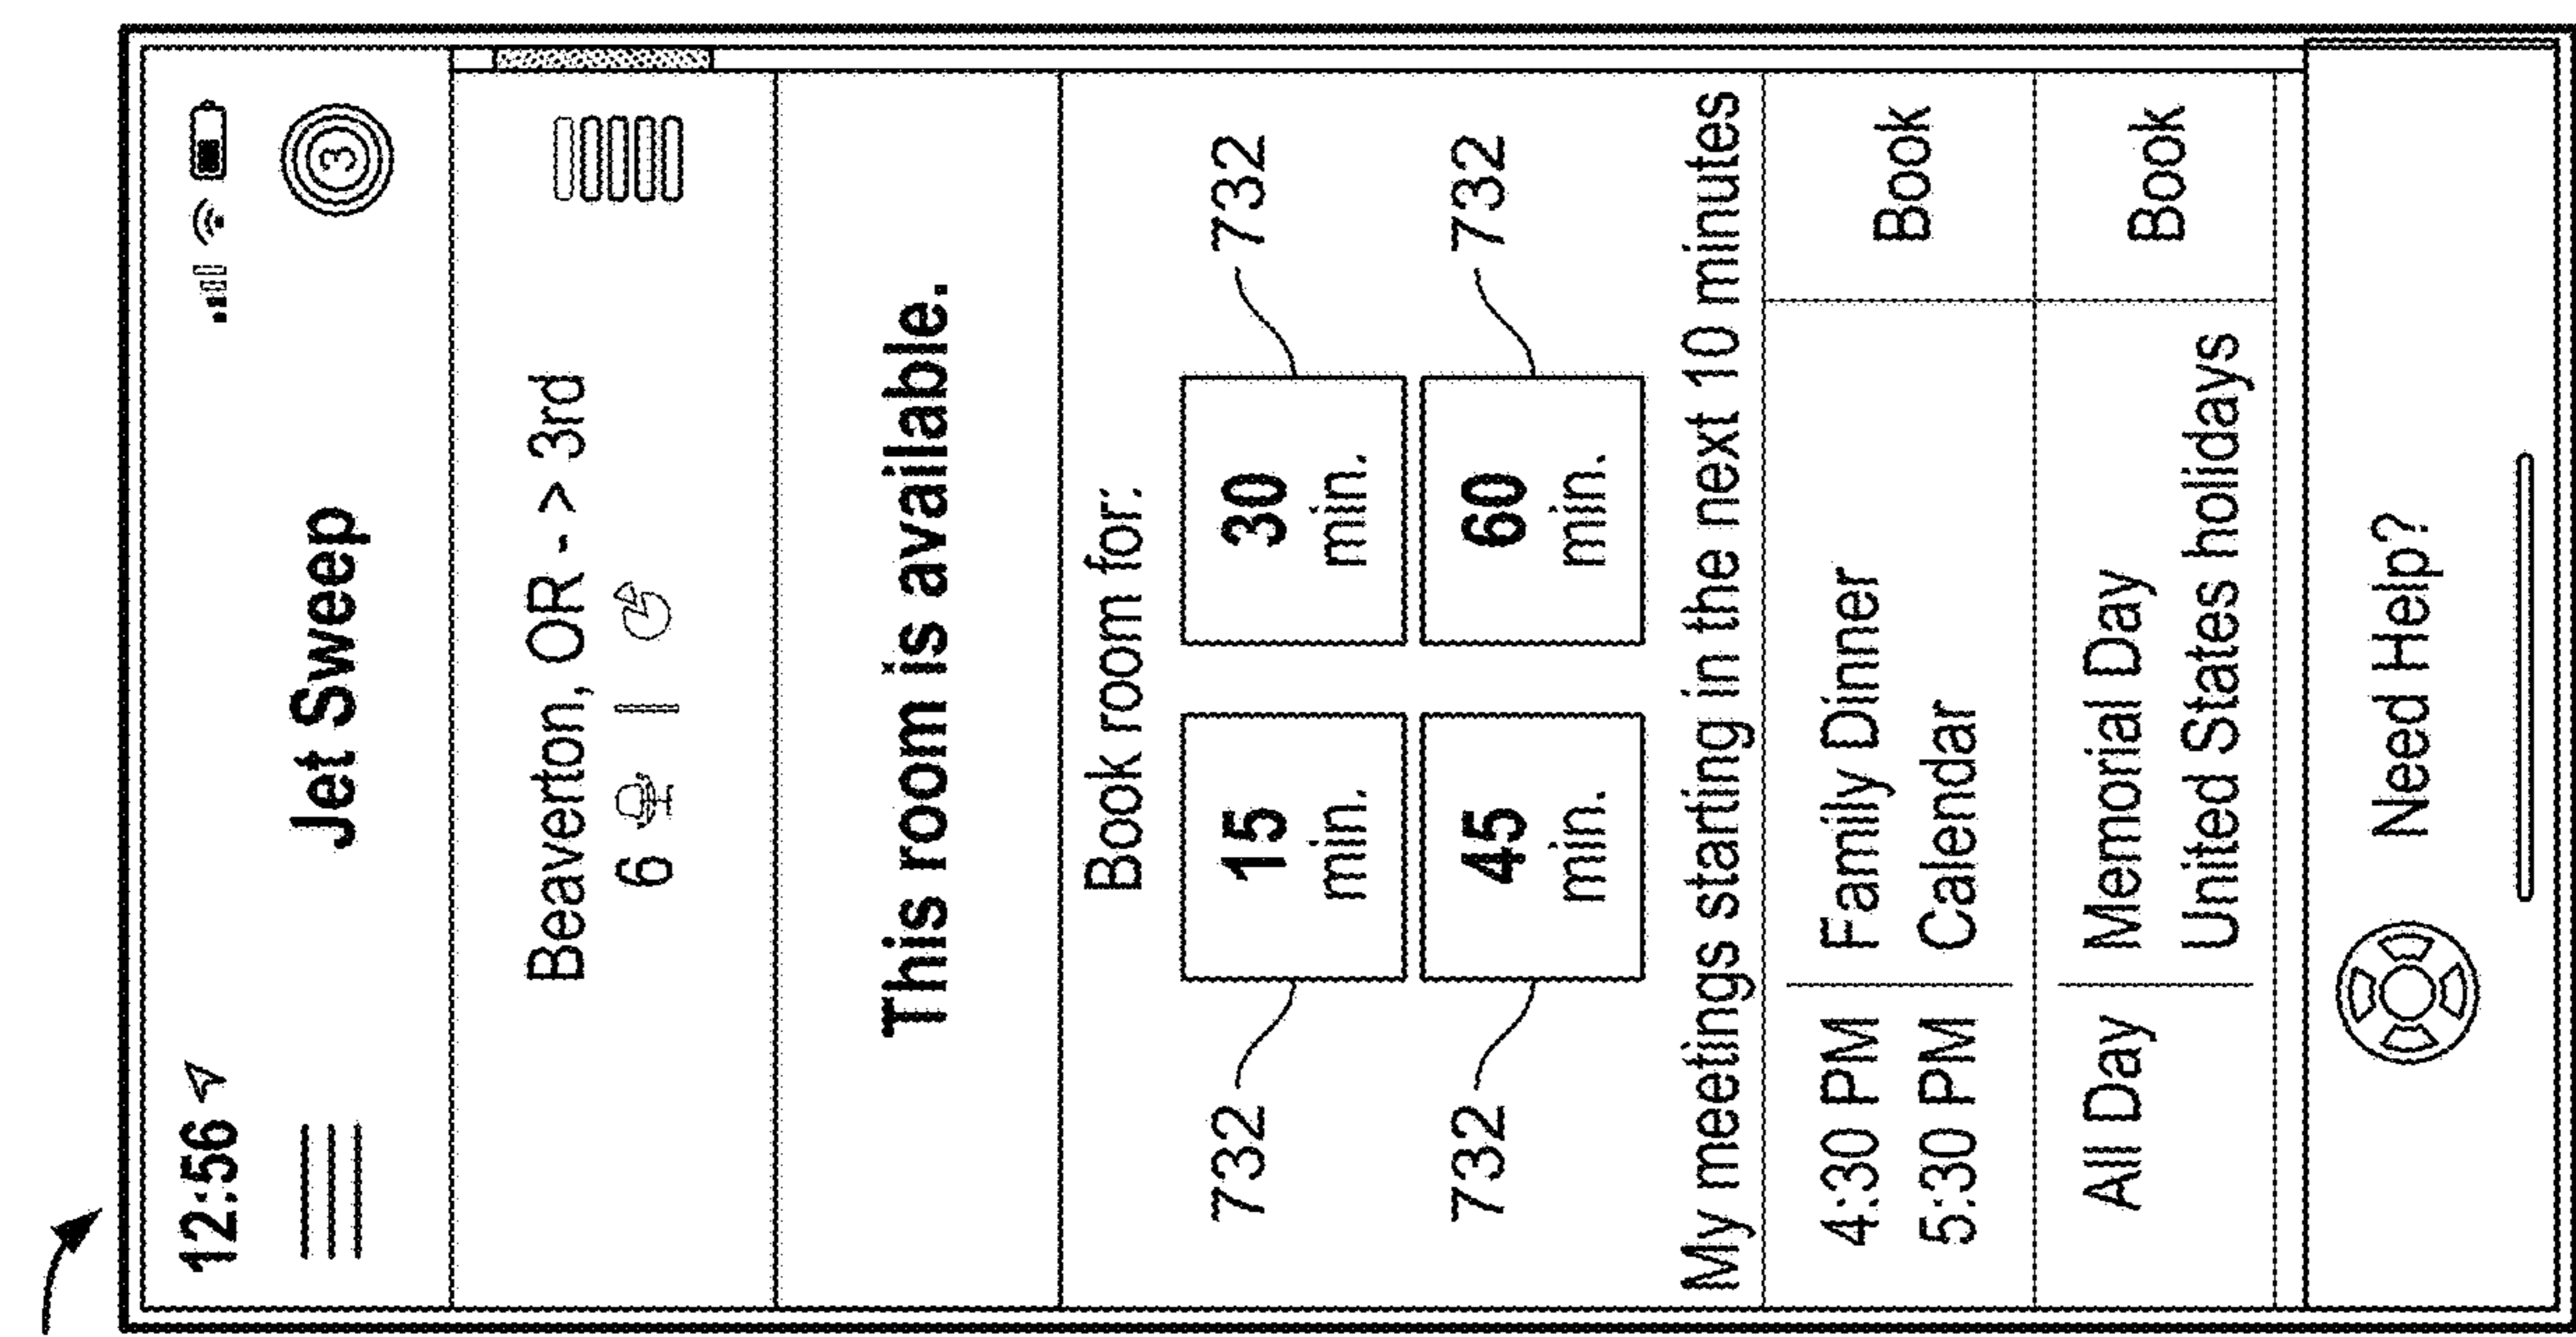 12:56
Jet Sweep
3
Beaverton, OR - > 3rd
6
This room is available.
Book room for:
732 15 min. 30 min. 732
732 45 min. 60 min. 732
My meetings starting in the next 10 minutes
4:30 PM Family Dinner Book
5:30 PM Calendar
All Day Memorial Day Book
United States holidays
Need Help?